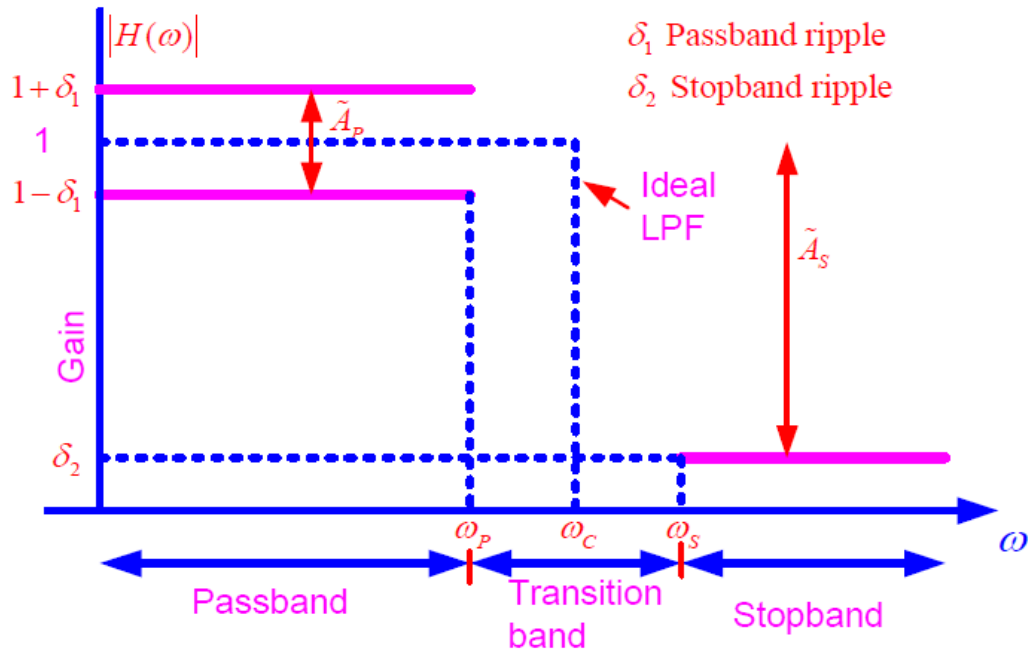 |H(ω)|
δ₁ Passband ripple
δ₂ Stopband ripple
1+δ₁
Ã_P
1
1−δ₁
Ideal
LPF
Ã_S
Gain
δ₂
ω_P
ω_C
ω_S
ω
Passband
Transition
band
Stopband